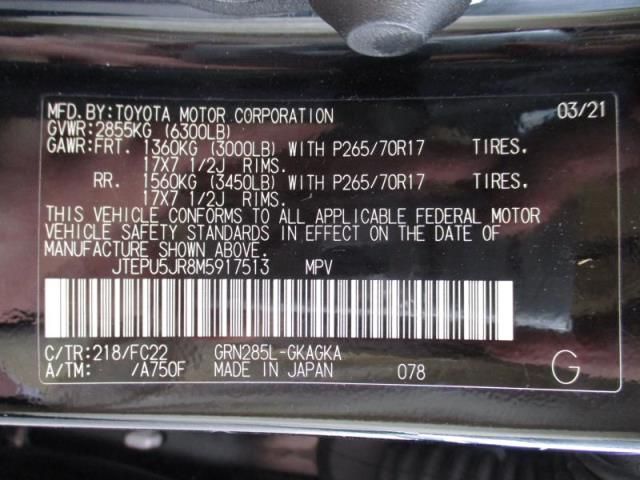 MFD.BY:TOYOTA MOTOR CORPORATION 03/21
GVWR:2855KG (6300LB)
GAWR:FRT. 1360KG (3000LB) WITH P265/70R17 TIRES.
17X7 1/2J RIMS.
RR. 1560KG (3450LB) WITH P265/70R17 TIRES.
17X7 1/2J RIMS.
THIS VEHICLE CONFORMS TO ALL APPLICABLE FEDERAL MOTOR
VEHICLE SAFETY STANDARDS IN EFFECT ON THE DATE OF
MANUFACTURE SHOWN ABOVE.
JTEPU5JR8M5917513 MPV
C/TR:218/FC22 GRN285L-GKAGKA
A/TM: /A750F MADE IN JAPAN 078 G